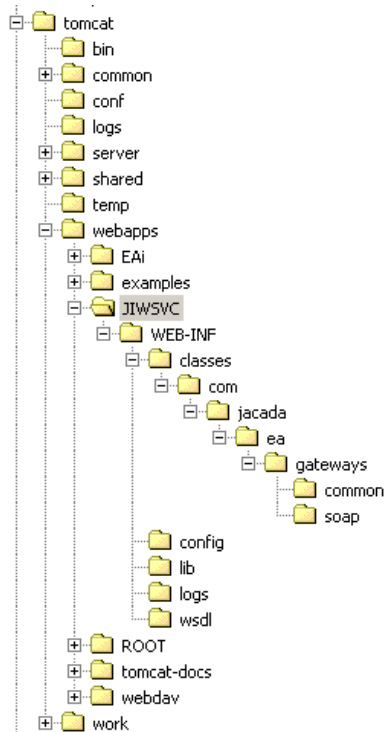 tomcat
bin
common
conf
logs
server
shared
temp
webapps
EAi
examples
JIWSVC
WEB-INF
classes
com
jacada
ea
gateways
common
soap
config
lib
logs
wsdl
ROOT
tomcat-docs
webdav
work